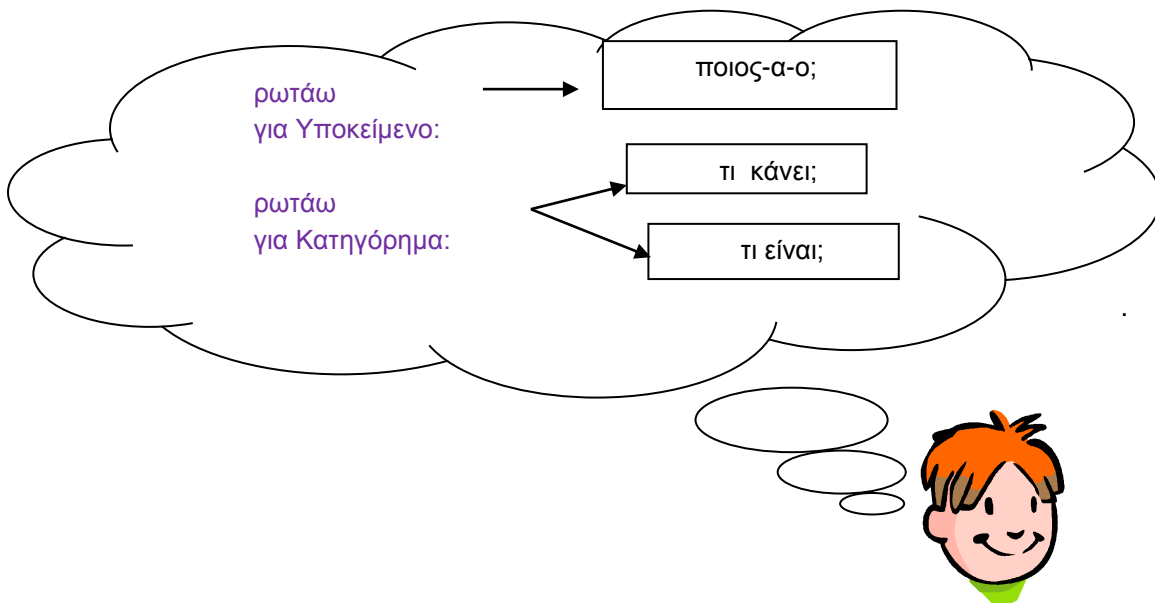 ρωτάω
για Υποκείμενο:
ποιος-α-ο;
ρωτάω
για Κατηγόρημα:
τι κάνει;
τι είναι;
.